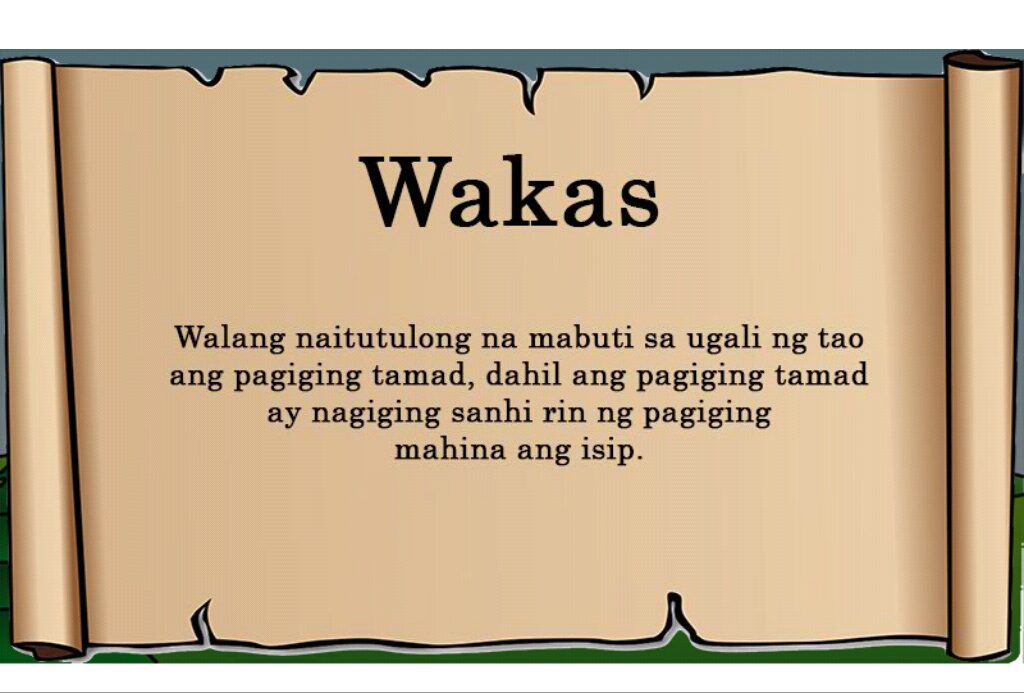 Wakas
Walang naitutulong na mabuti sa ugali ng tao
ang pagiging tamad, dahil ang pagiging tamad
ay nagiging sanhi rin ng pagiging
mahina ang isip.